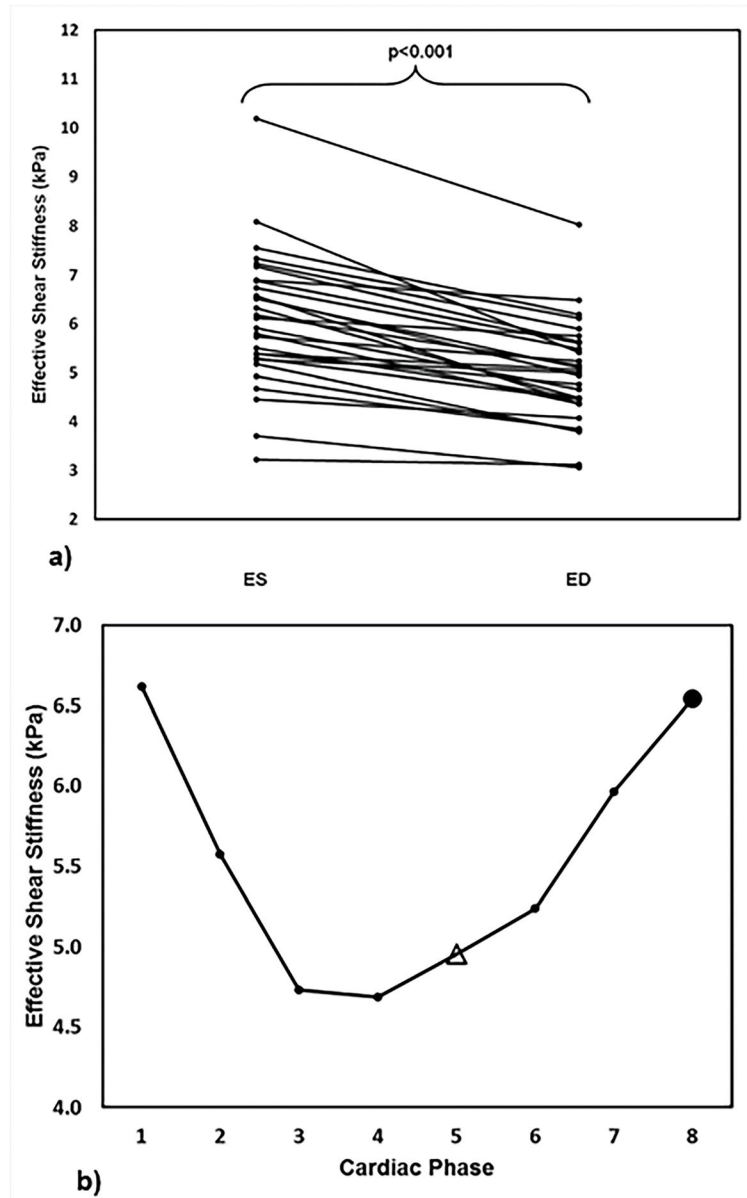 12
p<0.001
11
10
9
8
7
6
5
4
3
2
Effective Shear Stiffness (kPa)
a)
ES ED
7.0
6.5
6.0
5.5
5.0
4.5
4.0
Effective Shear Stiffness (kPa)
1 2 3 4 5 6 7 8
Cardiac Phase
b)